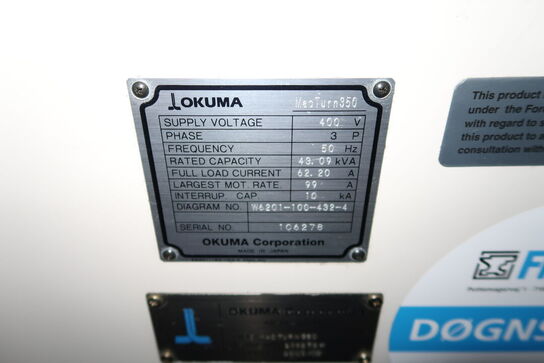 OKUMA MacTurn350
SUPPLY VOLTAGE 400 V
PHASE 3 P
FREQUENCY 50 Hz
RATED CAPACITY 43.09 kVA
FULL LOAD CURRENT 62.20 A
LARGEST MOT. RATE. 99 A
INTERRUP. CAP 10 kA
DIAGRAM NO. W6201-100-432-4
SERIAL NO. 106278
OKUMA Corporation
MADE IN JAPAN
This product
under the
with regard to
this product to a
consultation with
DØGNS
OKUMA